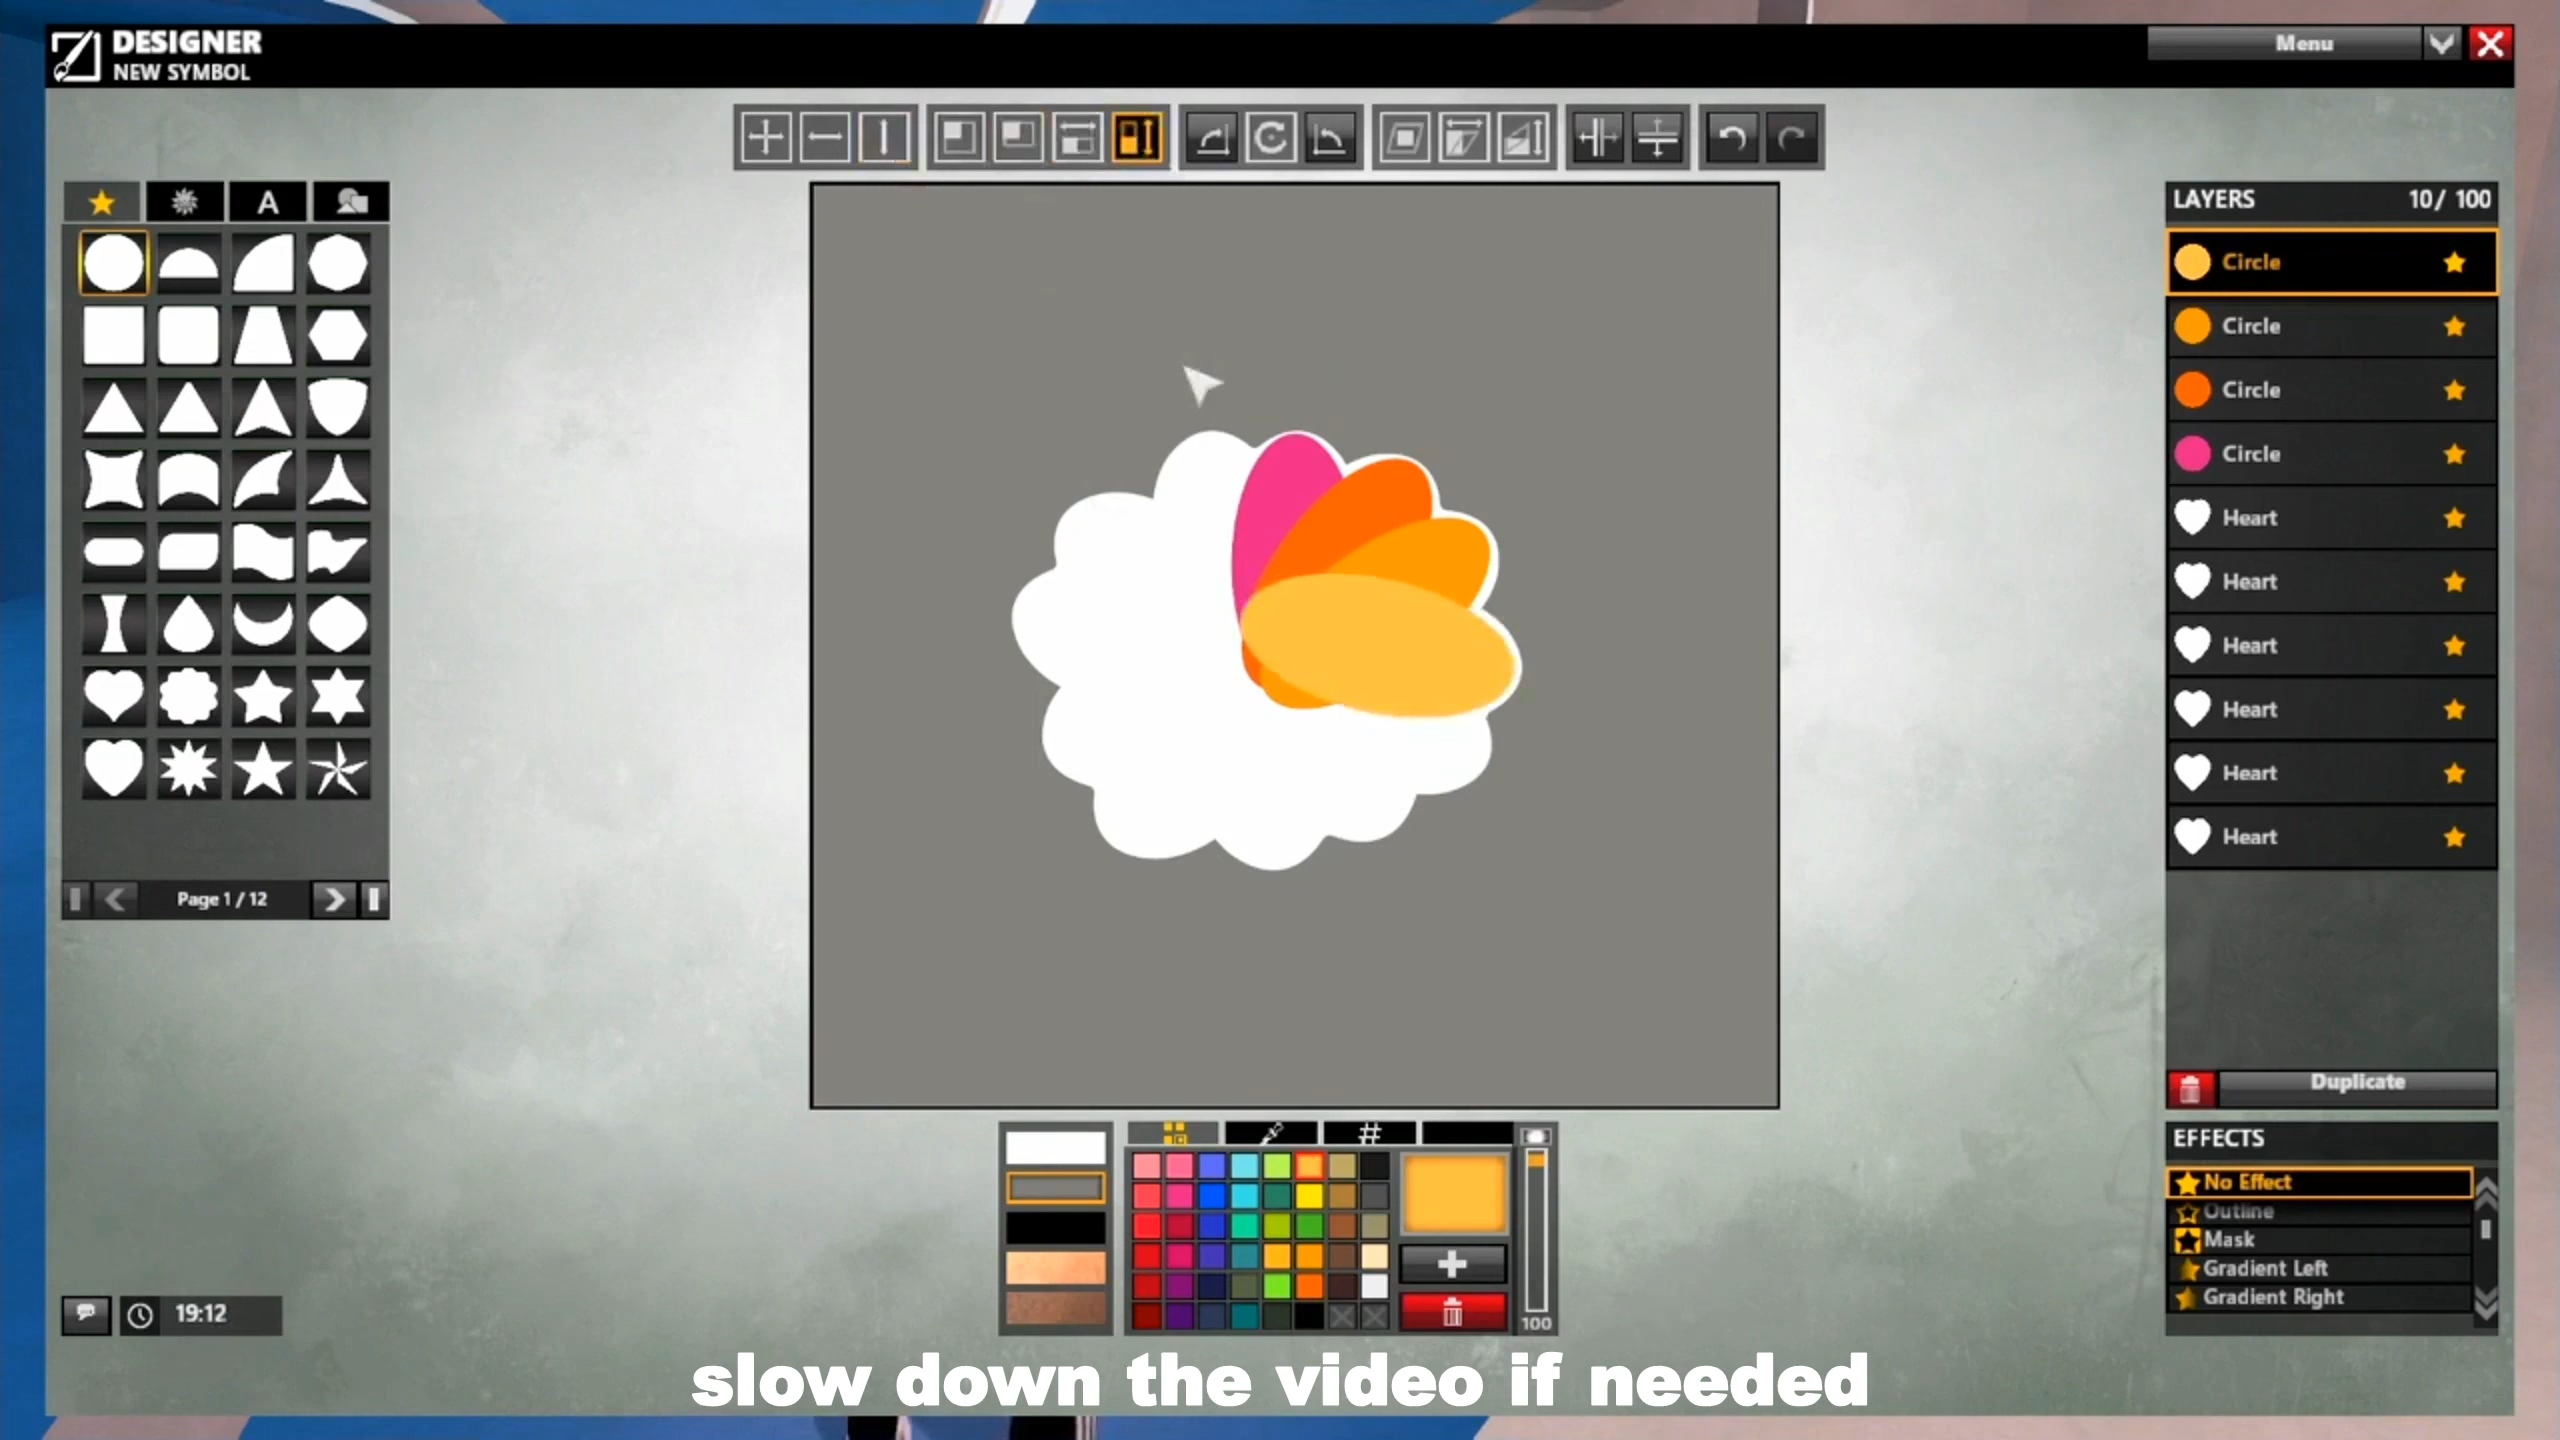 DESIGNER
NEW SYMBOL
Menu
A
LAYERS 10/ 100
Circle
Circle
Circle
Circle
Heart
Heart
Heart
Heart
Heart
Heart
Page 1 / 12
Duplicate
#
EFFECTS
No Effect
Outline
Mask
Gradient Left
Gradient Right
100
19:12
slow down the video if needed